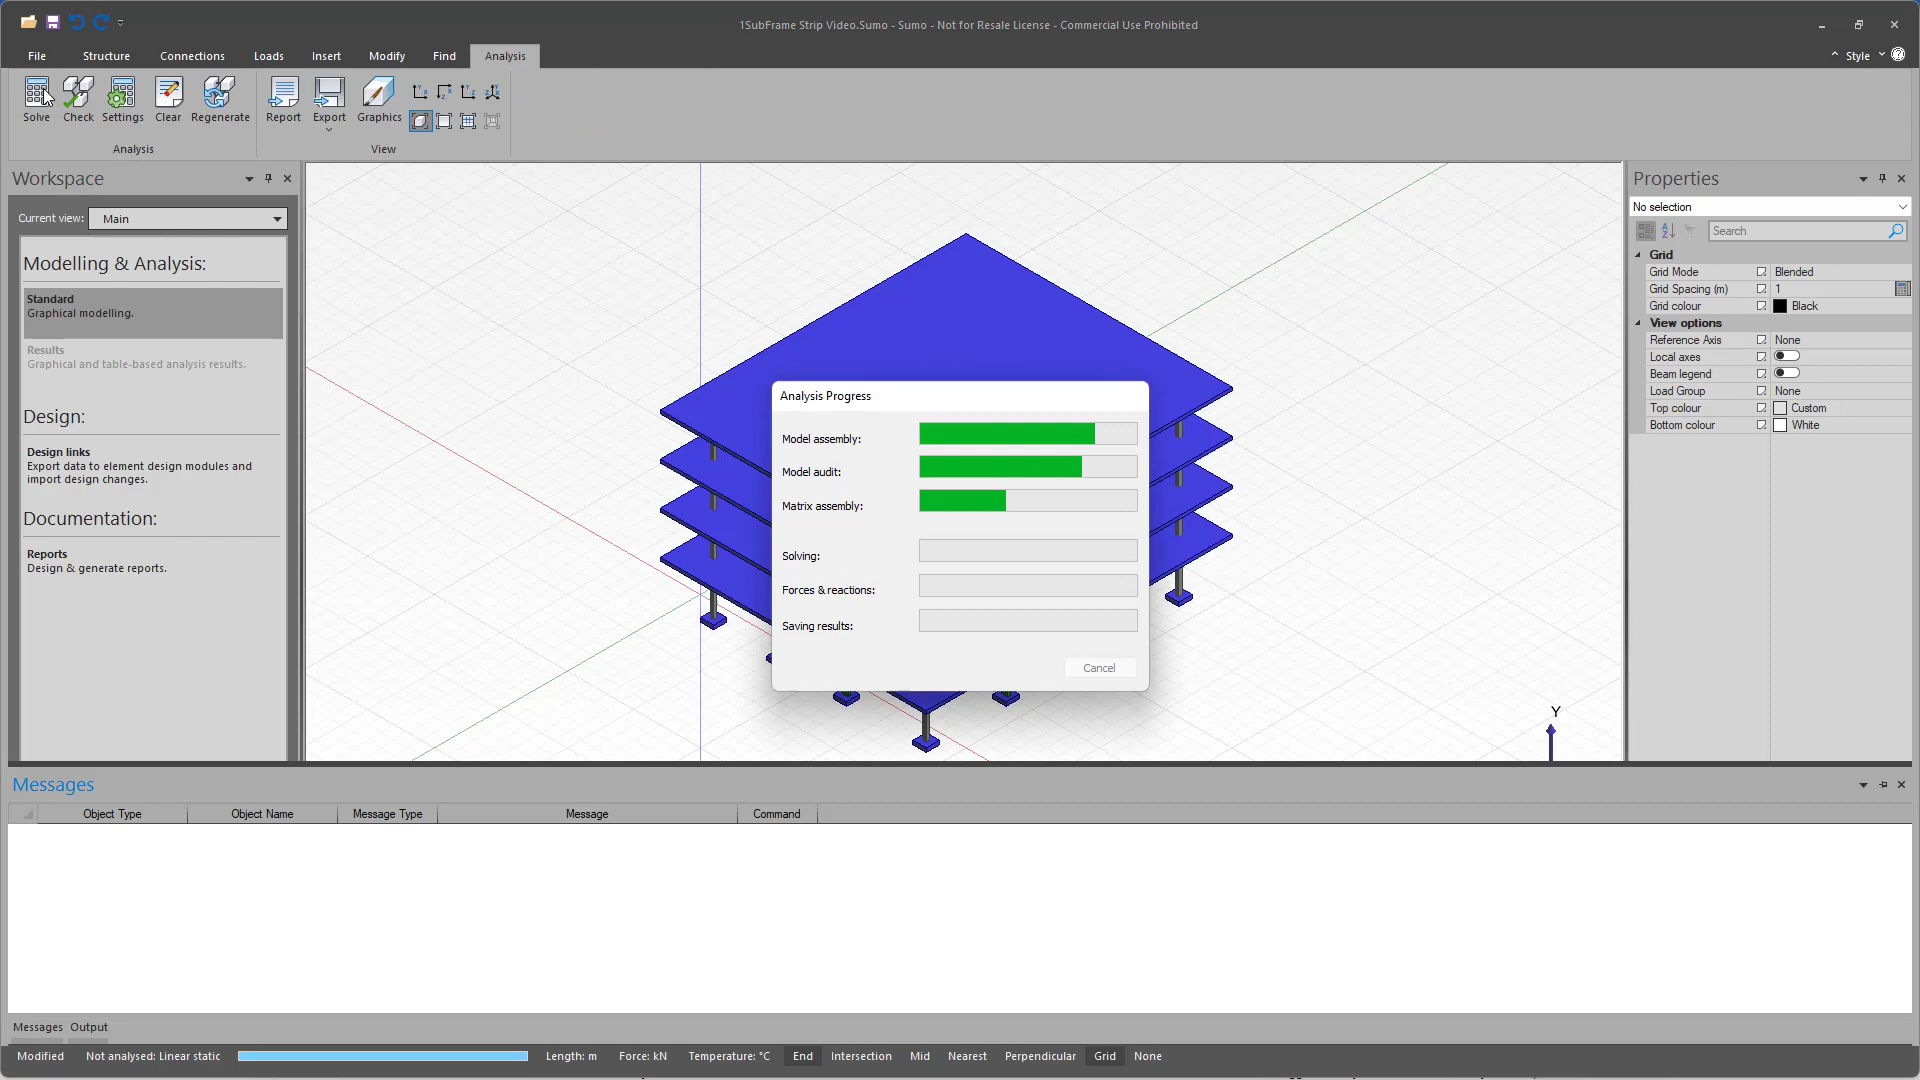 1SubFrame Strip Video.Sumo - Sumo - Not for Resale License - Commercial Use Prohibited
File Structure Connections Loads Insert Modify Find Analysis Style
Solve Check Settings Clear Regenerate Report Export Graphics
Analysis View
Workspace
Current view: Main
Modelling & Analysis:
Standard
Graphical modelling.
Results
Graphical and table-based analysis results.
Design:
Design links
Export data to element design modules and
import design changes.
Documentation:
Reports
Design & generate reports.
Analysis Progress
Model assembly:
Model audit:
Matrix assembly:
Solving:
Forces & reactions:
Saving results:
Cancel
Y
Properties
No selection
Search
Grid
Grid Mode Blended
Grid Spacing (m) 1
Grid colour Black
View options
Reference Axis None
Local axes
Beam legend
Load Group None
Top colour Custom
Bottom colour White
Messages
Object Type Object Name Message Type Message Command
Messages Output
Modified Not analysed: Linear static Length: m Force: kN Temperature: °C End Intersection Mid Nearest Perpendicular Grid None